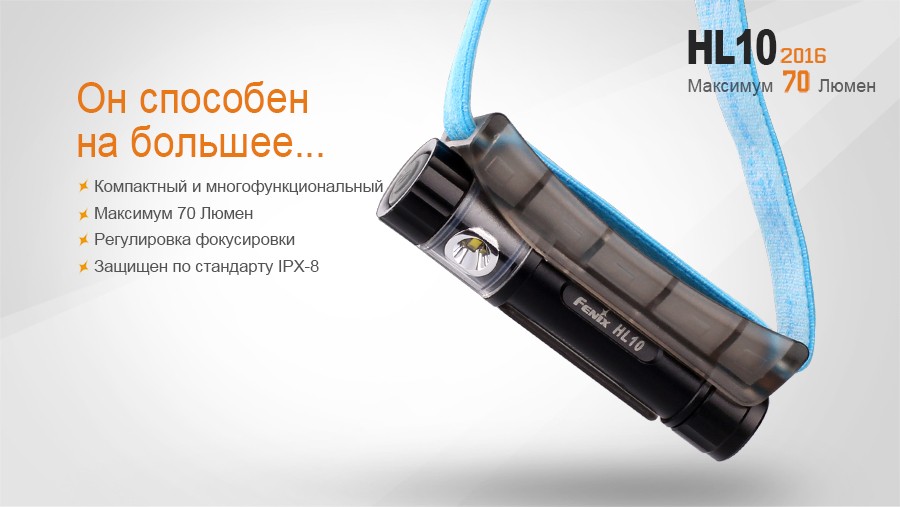 HL10 2016
Максимум 70 Люмен
Он способен
на большее...
Компактный и многофункциональный
Максимум 70 Люмен
Регулировка фокусировки
Защищен по стандарту IPX-8
FENIX HL10